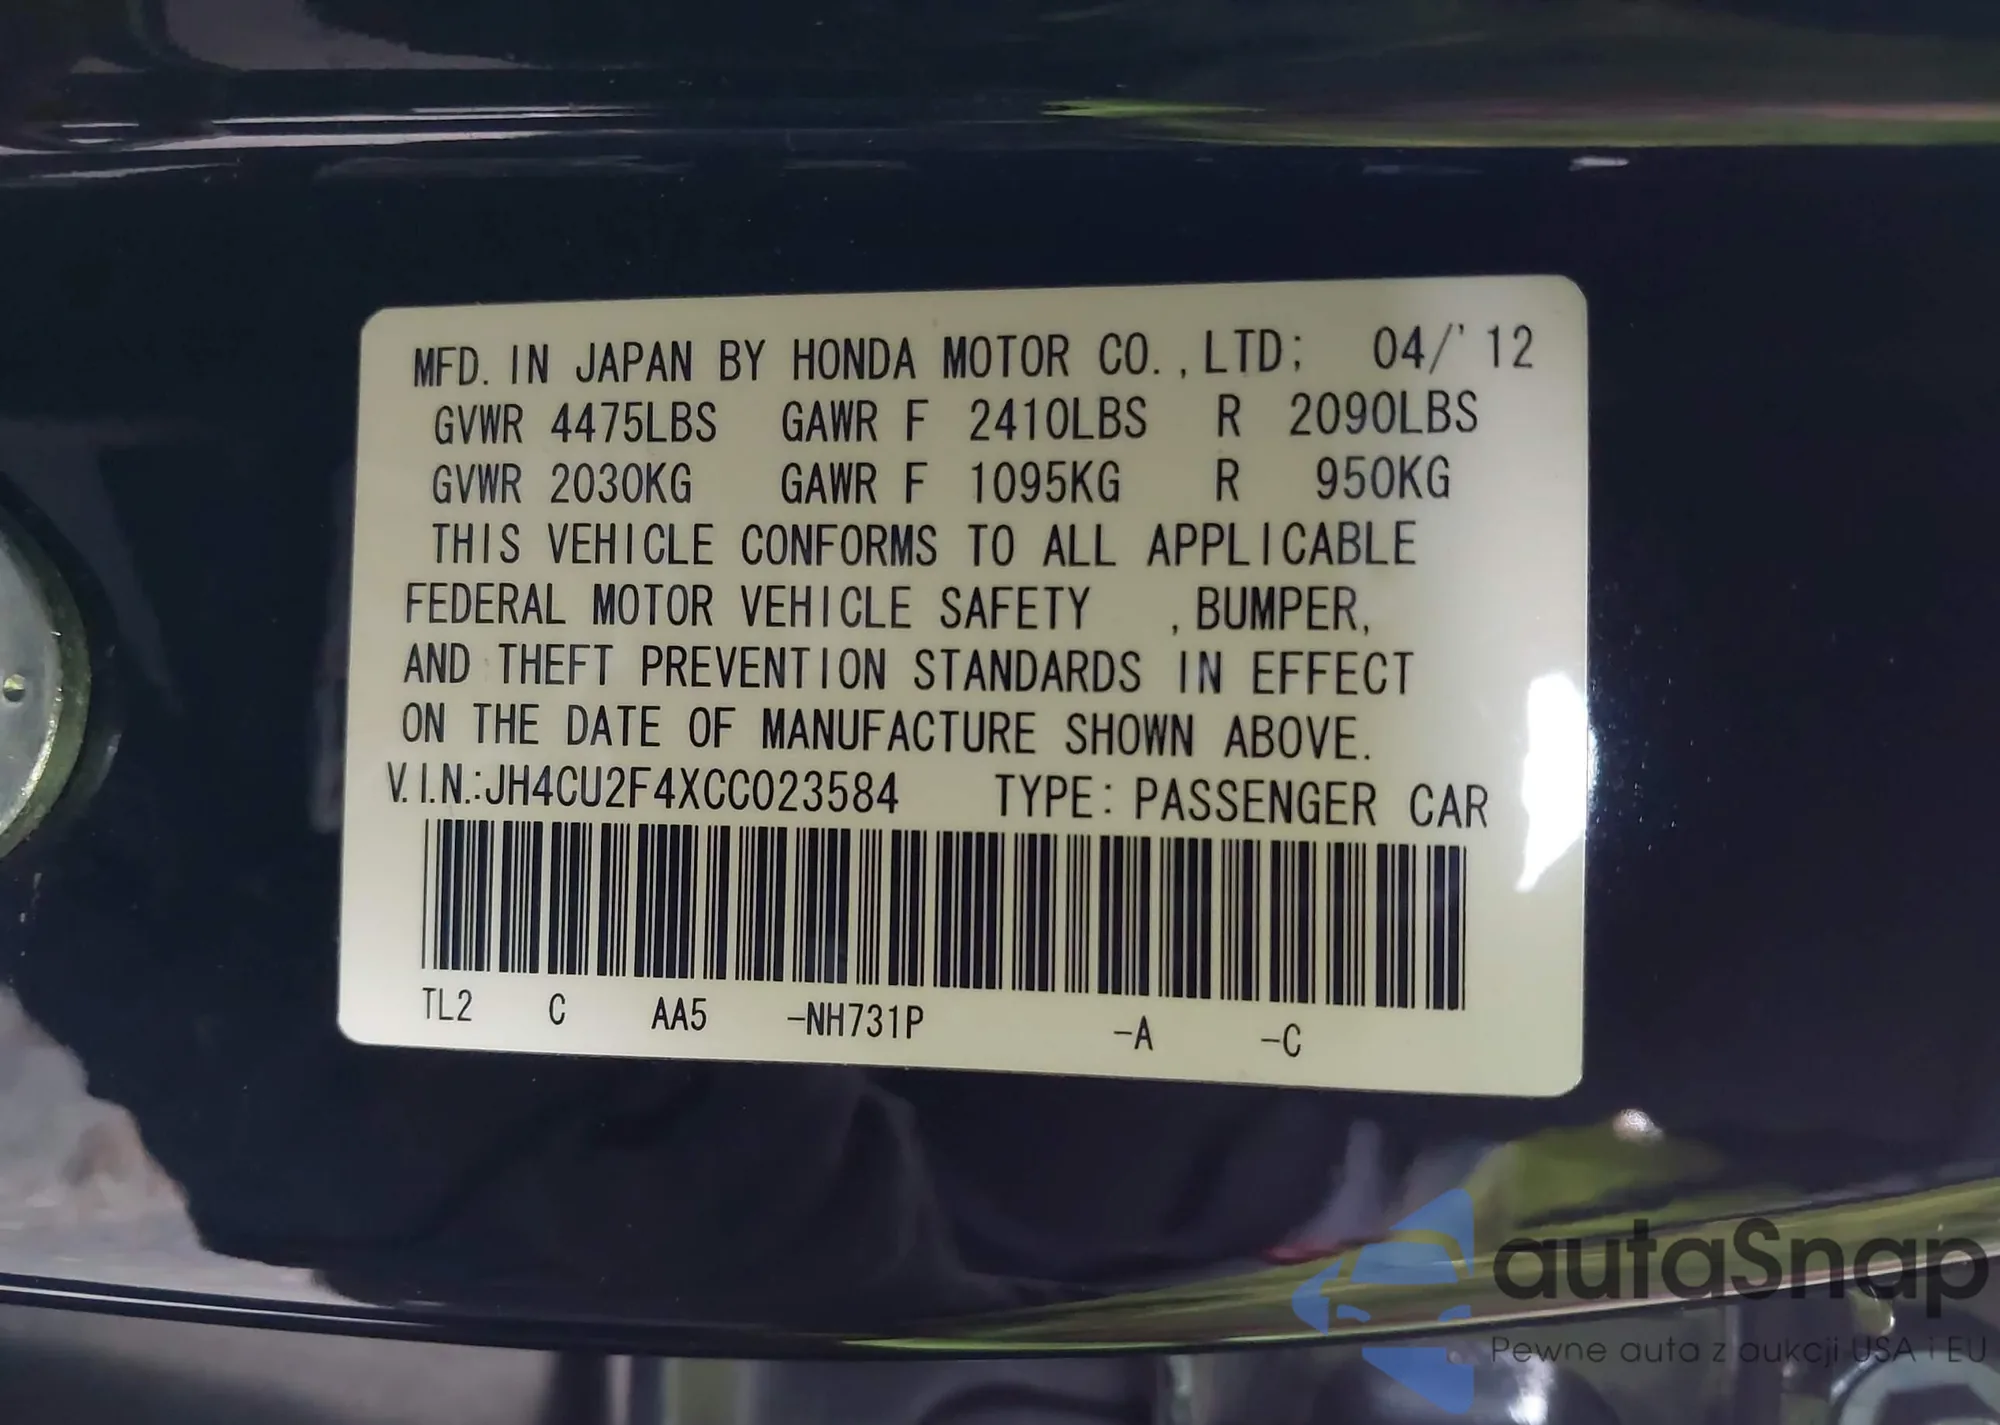 MFD. IN JAPAN BY HONDA MOTOR CO., LTD; 04/'12
GVWR 4475LBS GAWR F 2410LBS R 2090LBS
GVWR 2030KG GAWR F 1095KG R 950KG
THIS VEHICLE CONFORMS TO ALL APPLICABLE
FEDERAL MOTOR VEHICLE SAFETY , BUMPER,
AND THEFT PREVENTION STANDARDS IN EFFECT
ON THE DATE OF MANUFACTURE SHOWN ABOVE.
V.I.N.:JH4CU2F4XCC023584 TYPE: PASSENGER CAR
TL2 C AA5 -NH731P -A -C
autaSnap
Pewne auta z aukcji USA i EU